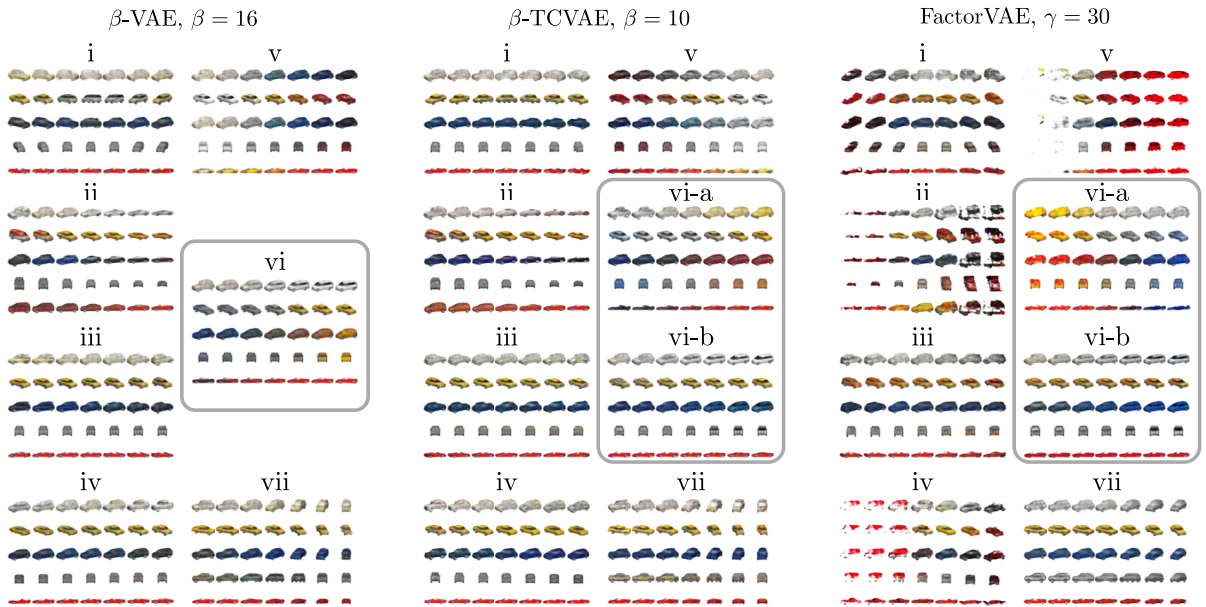 β-VAE, β = 16
β-TCVAE, β = 10
FactorVAE, γ = 30
i
v
i
v
i
v
ii
vi
ii
vi-a
ii
vi-a
iii
iii
vi-b
iii
vi-b
iv
vii
iv
vii
iv
vii